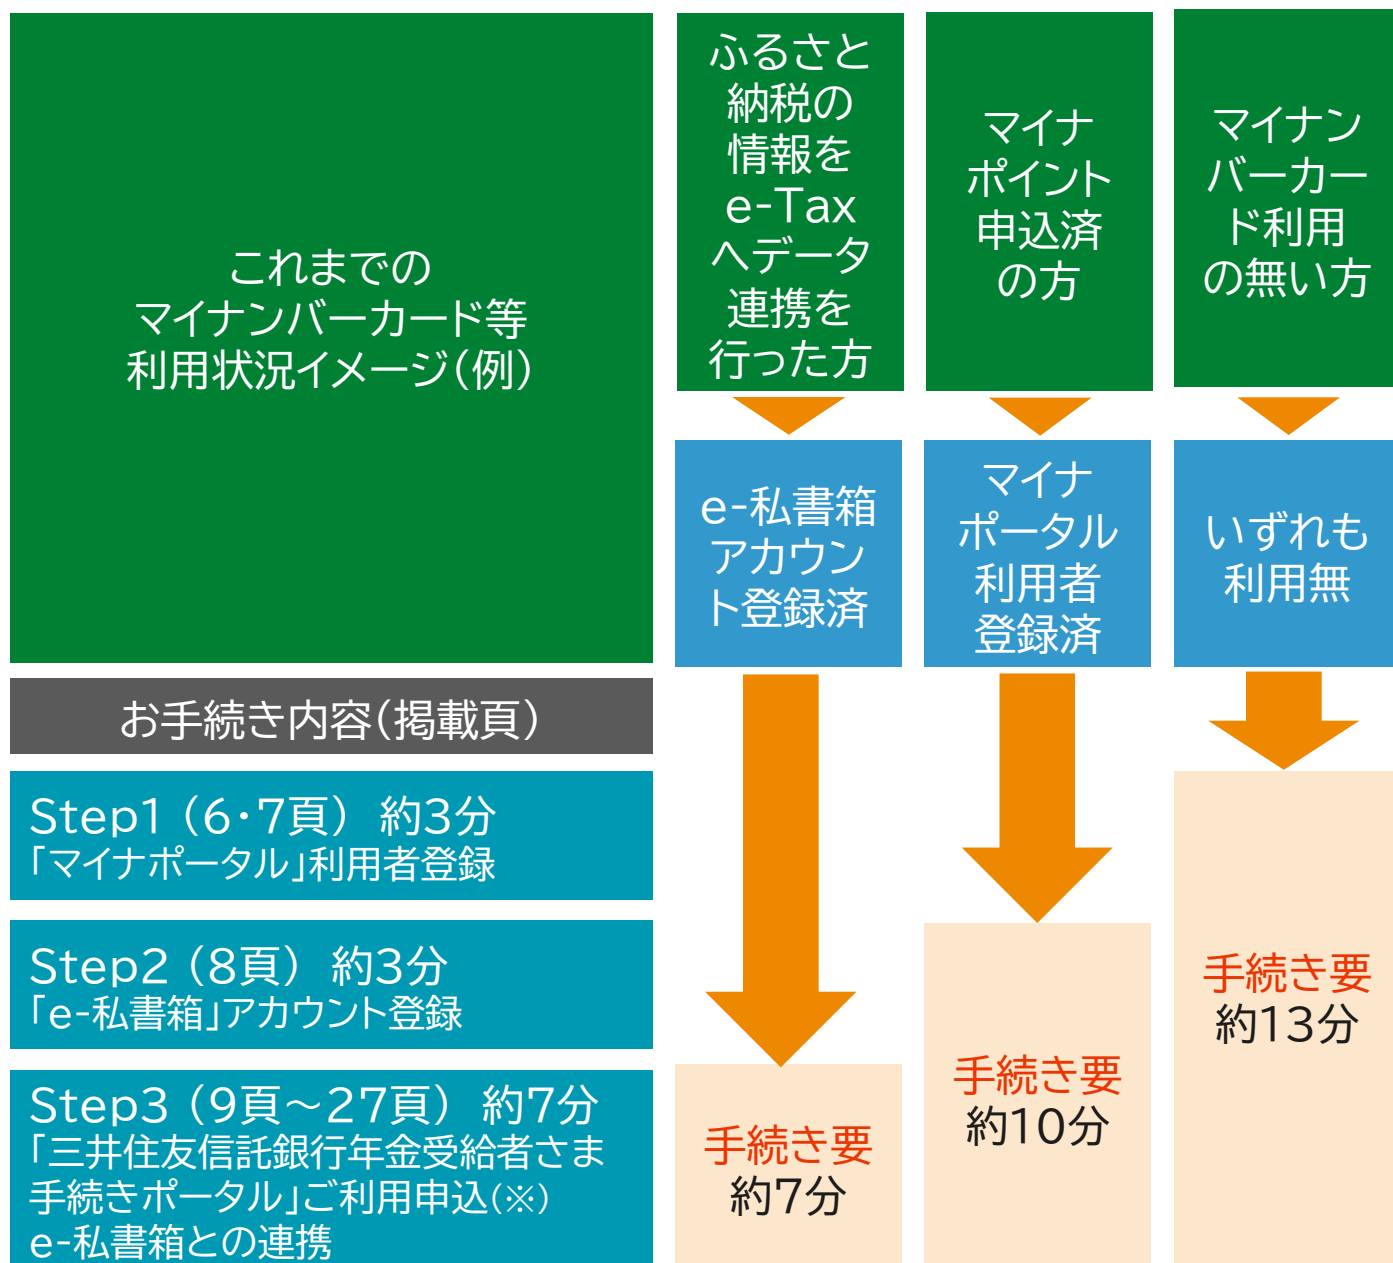 これまでの
マイナンバーカード等
利用状況イメージ（例）
ふるさと
納税の
情報を
e-Tax
へデータ
連携を
行った方
マイナ
ポイント
申込済
の方
マイナン
バーカー
ド利用
の無い方
e-私書箱
アカウン
ト登録済
マイナ
ポータル
利用者
登録済
いずれも
利用無
お手続き内容（掲載頁）
Step1（6・7頁） 約3分
「マイナポータル」利用者登録
Step2（8頁） 約3分
「e-私書箱」アカウント登録
Step3（9頁～27頁） 約7分
「三井住友信託銀行年金受給者さま
手続きポータル」ご利用申込（※）
e-私書箱との連携
手続き要
約7分
手続き要
約10分
手続き要
約13分